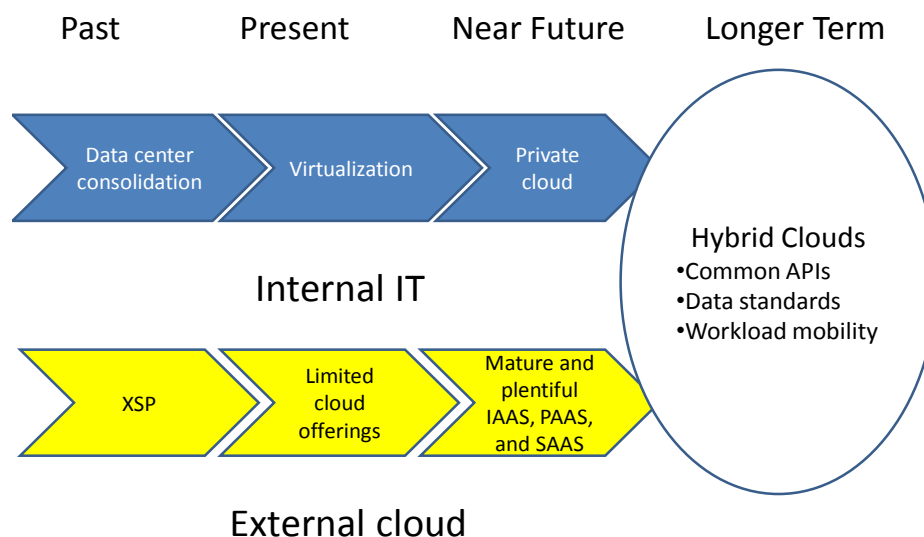 Past Present Near Future Longer Term
Data center
consolidation
Virtualization
Private
cloud
Internal IT
Hybrid Clouds
•Common APIs
•Data standards
•Workload mobility
XSP
Limited
cloud
offerings
Mature and
plentiful
IAAS, PAAS,
and SAAS
External cloud